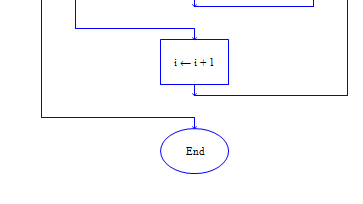 i ← i + 1
End